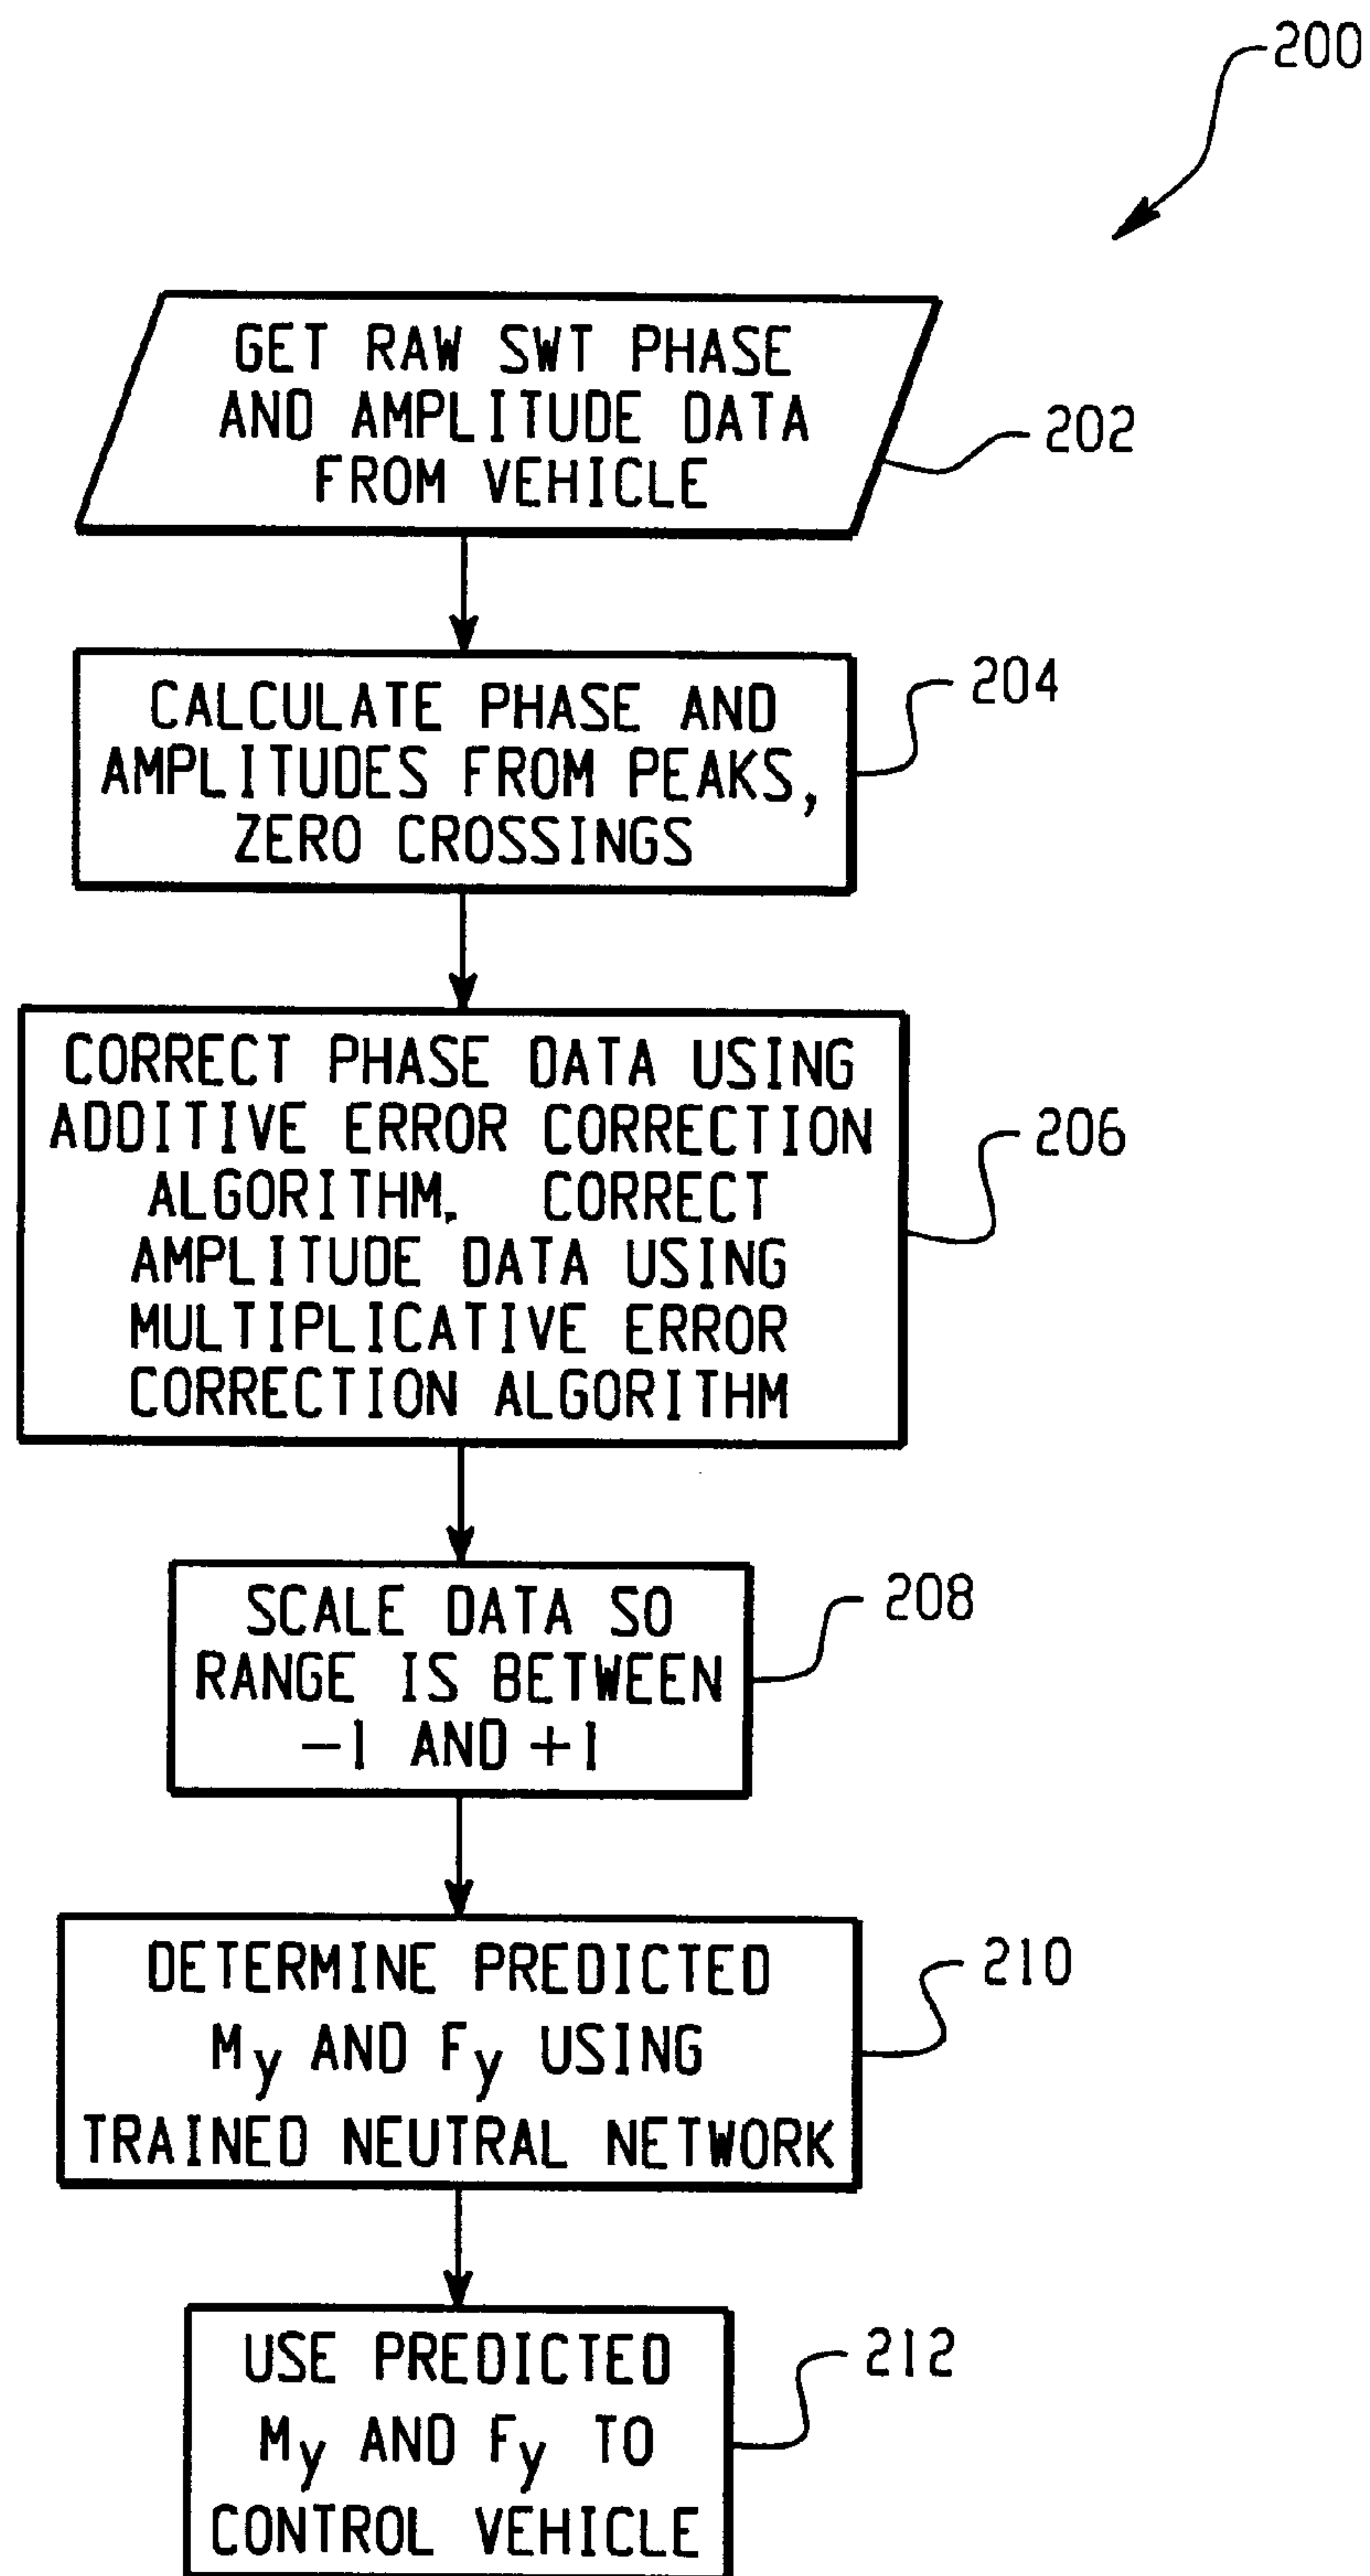 200
GET RAW SWT PHASE
AND AMPLITUDE DATA
FROM VEHICLE
202
CALCULATE PHASE AND
AMPLITUDES FROM PEAKS,
ZERO CROSSINGS
204
CORRECT PHASE DATA USING
ADDITIVE ERROR CORRECTION
ALGORITHM. CORRECT
AMPLITUDE DATA USING
MULTIPLICATIVE ERROR
CORRECTION ALGORITHM
206
SCALE DATA SO
RANGE IS BETWEEN
-1 AND +1
208
DETERMINE PREDICTED
My AND Fy USING
TRAINED NEUTRAL NETWORK
210
USE PREDICTED
My AND Fy TO
CONTROL VEHICLE
212